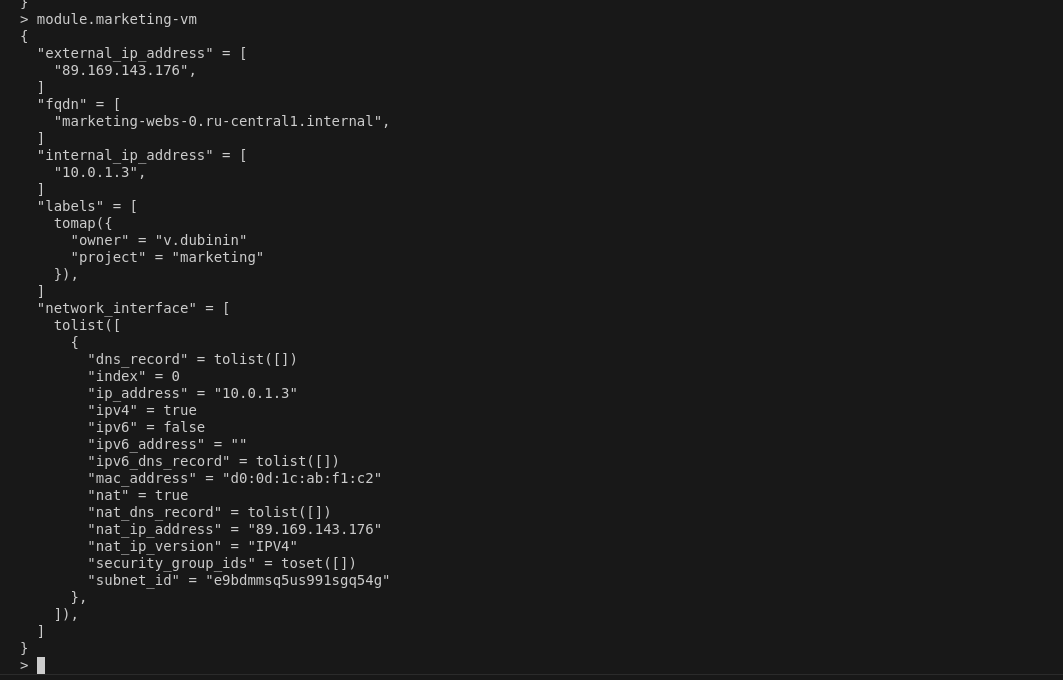 }
> module.marketing-vm
{
  "external_ip_address" = [
    "89.169.143.176",
  ]
  "fqdn" = [
    "marketing-webs-0.ru-central1.internal",
  ]
  "internal_ip_address" = [
    "10.0.1.3",
  ]
  "labels" = [
    tomap({
      "owner" = "v.dubinin"
      "project" = "marketing"
    }),
  ]
  "network_interface" = [
    tolist([
      {
        "dns_record" = tolist([])
        "index" = 0
        "ip_address" = "10.0.1.3"
        "ipv4" = true
        "ipv6" = false
        "ipv6_address" = ""
        "ipv6_dns_record" = tolist([])
        "mac_address" = "d0:0d:1c:ab:f1:c2"
        "nat" = true
        "nat_dns_record" = tolist([])
        "nat_ip_address" = "89.169.143.176"
        "nat_ip_version" = "IPV4"
        "security_group_ids" = toset([])
        "subnet_id" = "e9bdmmsq5us991sgq54g"
      },
    ]),
  ]
}
>